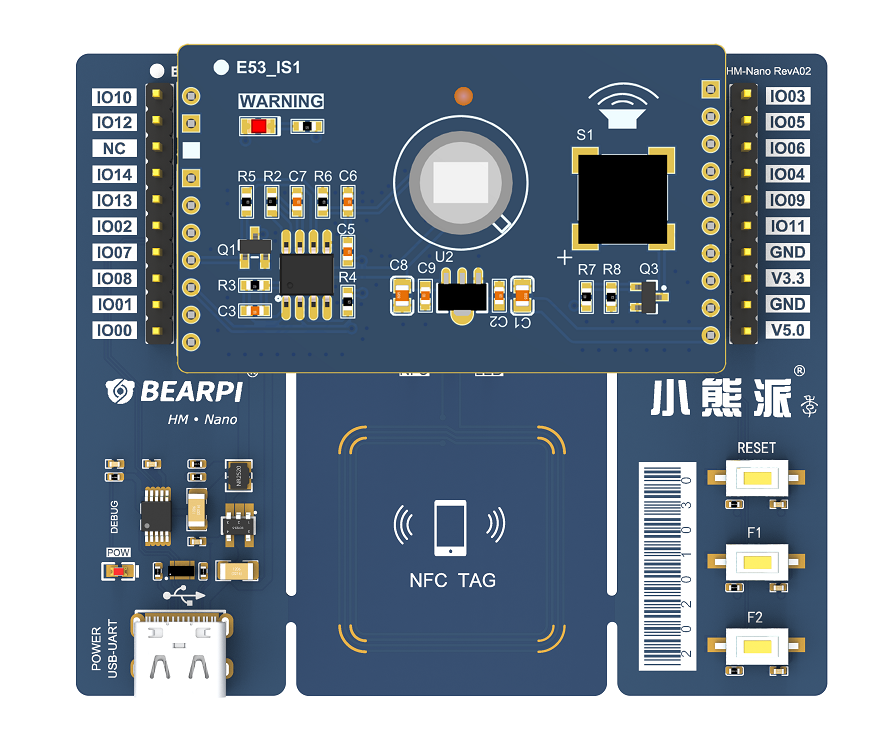 E53_IS1
HM-Nano RevA02
WARNING
IO10
IO12
NC
IO14
IO13
IO02
IO07
IO08
IO01
IO00
S1
R5 R2 C7 R6 C6
C5
Q1
U2
R4
R3
C3
C8 C9
C2 C1
R7 R8 Q3
IO03
IO05
IO06
IO04
IO09
IO11
GND
V3.3
GND
V5.0
BEARPI
HM • Nano
小熊派®
RESET
NR2520
DEBUG
POW
F1
NFC TAG
F2
POWER
USB-UART
20201030